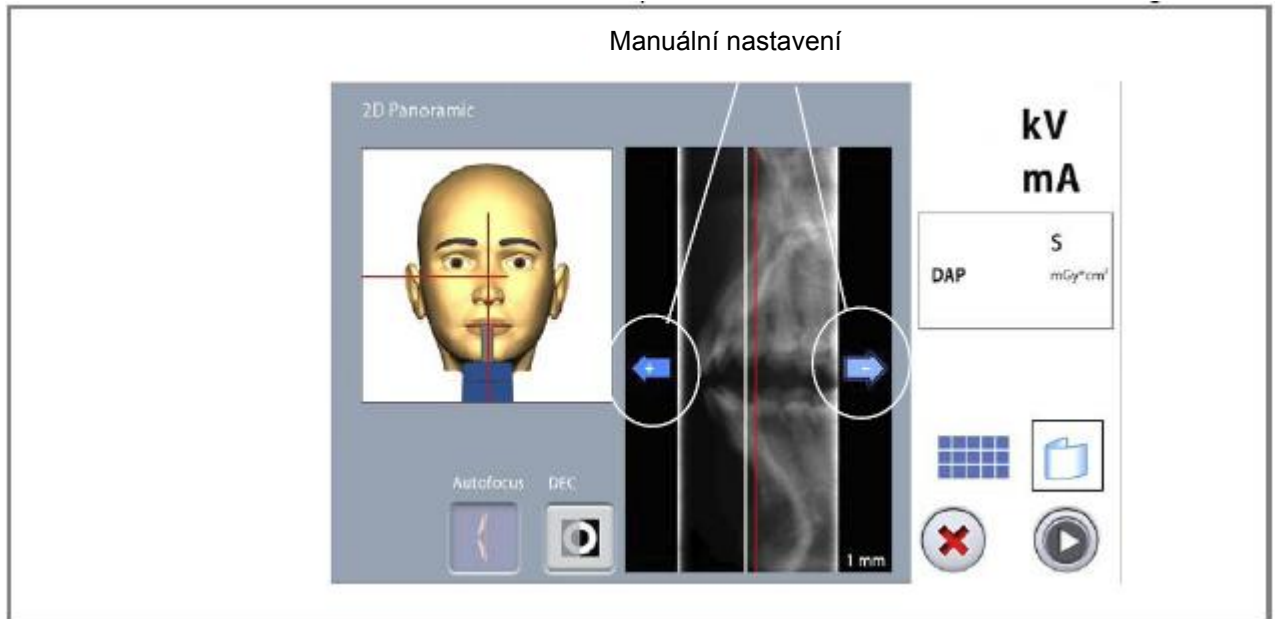 Manuální nastavení
2D Panoramic
kV
mA
S
DAP mGy*cm²
+
-
Autofocus DEC
1 mm